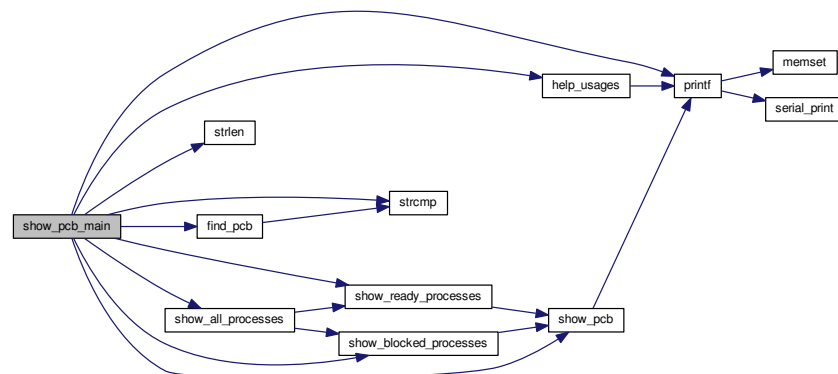 memset
help_usages
printf
serial_print
strlen
strcmp
show_pcb_main
find_pcb
show_ready_processes
show_all_processes
show_pcb
show_blocked_processes